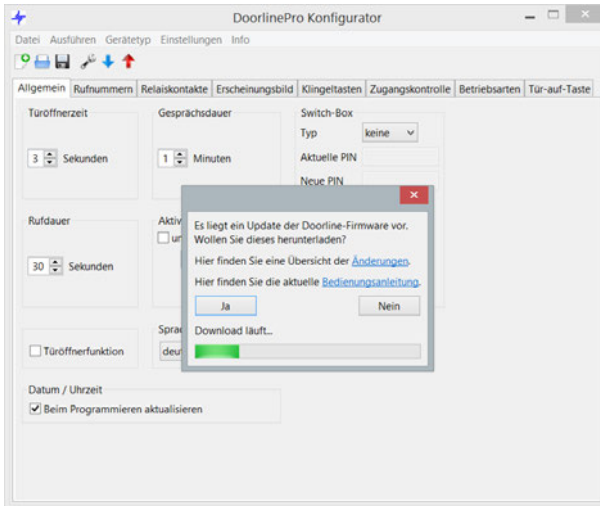 DoorlinePro Konfigurator
Datei Ausführen Gerätetyp Einstellungen Info
Allgemein Rufnummern Relaiskontakte Erscheinungsbild Klingeltasten Zugangskontrolle Betriebsarten Tür-auf-Taste
Türöffnerzeit Gesprächsdauer Switch-Box
Typ keine
3 Sekunden 1 Minuten Aktuelle PIN
Neue PIN
Es liegt ein Update der Doorline-Firmware vor.
Wollen Sie dieses herunterladen?
Hier finden Sie eine Übersicht der Änderungen.
Hier finden Sie die aktuelle Bedienungsanleitung.
Ja Nein
Download läuft...
Rufdauer
30 Sekunden
Türöffnerfunktion
Datum / Uhrzeit
Beim Programmieren aktualisieren